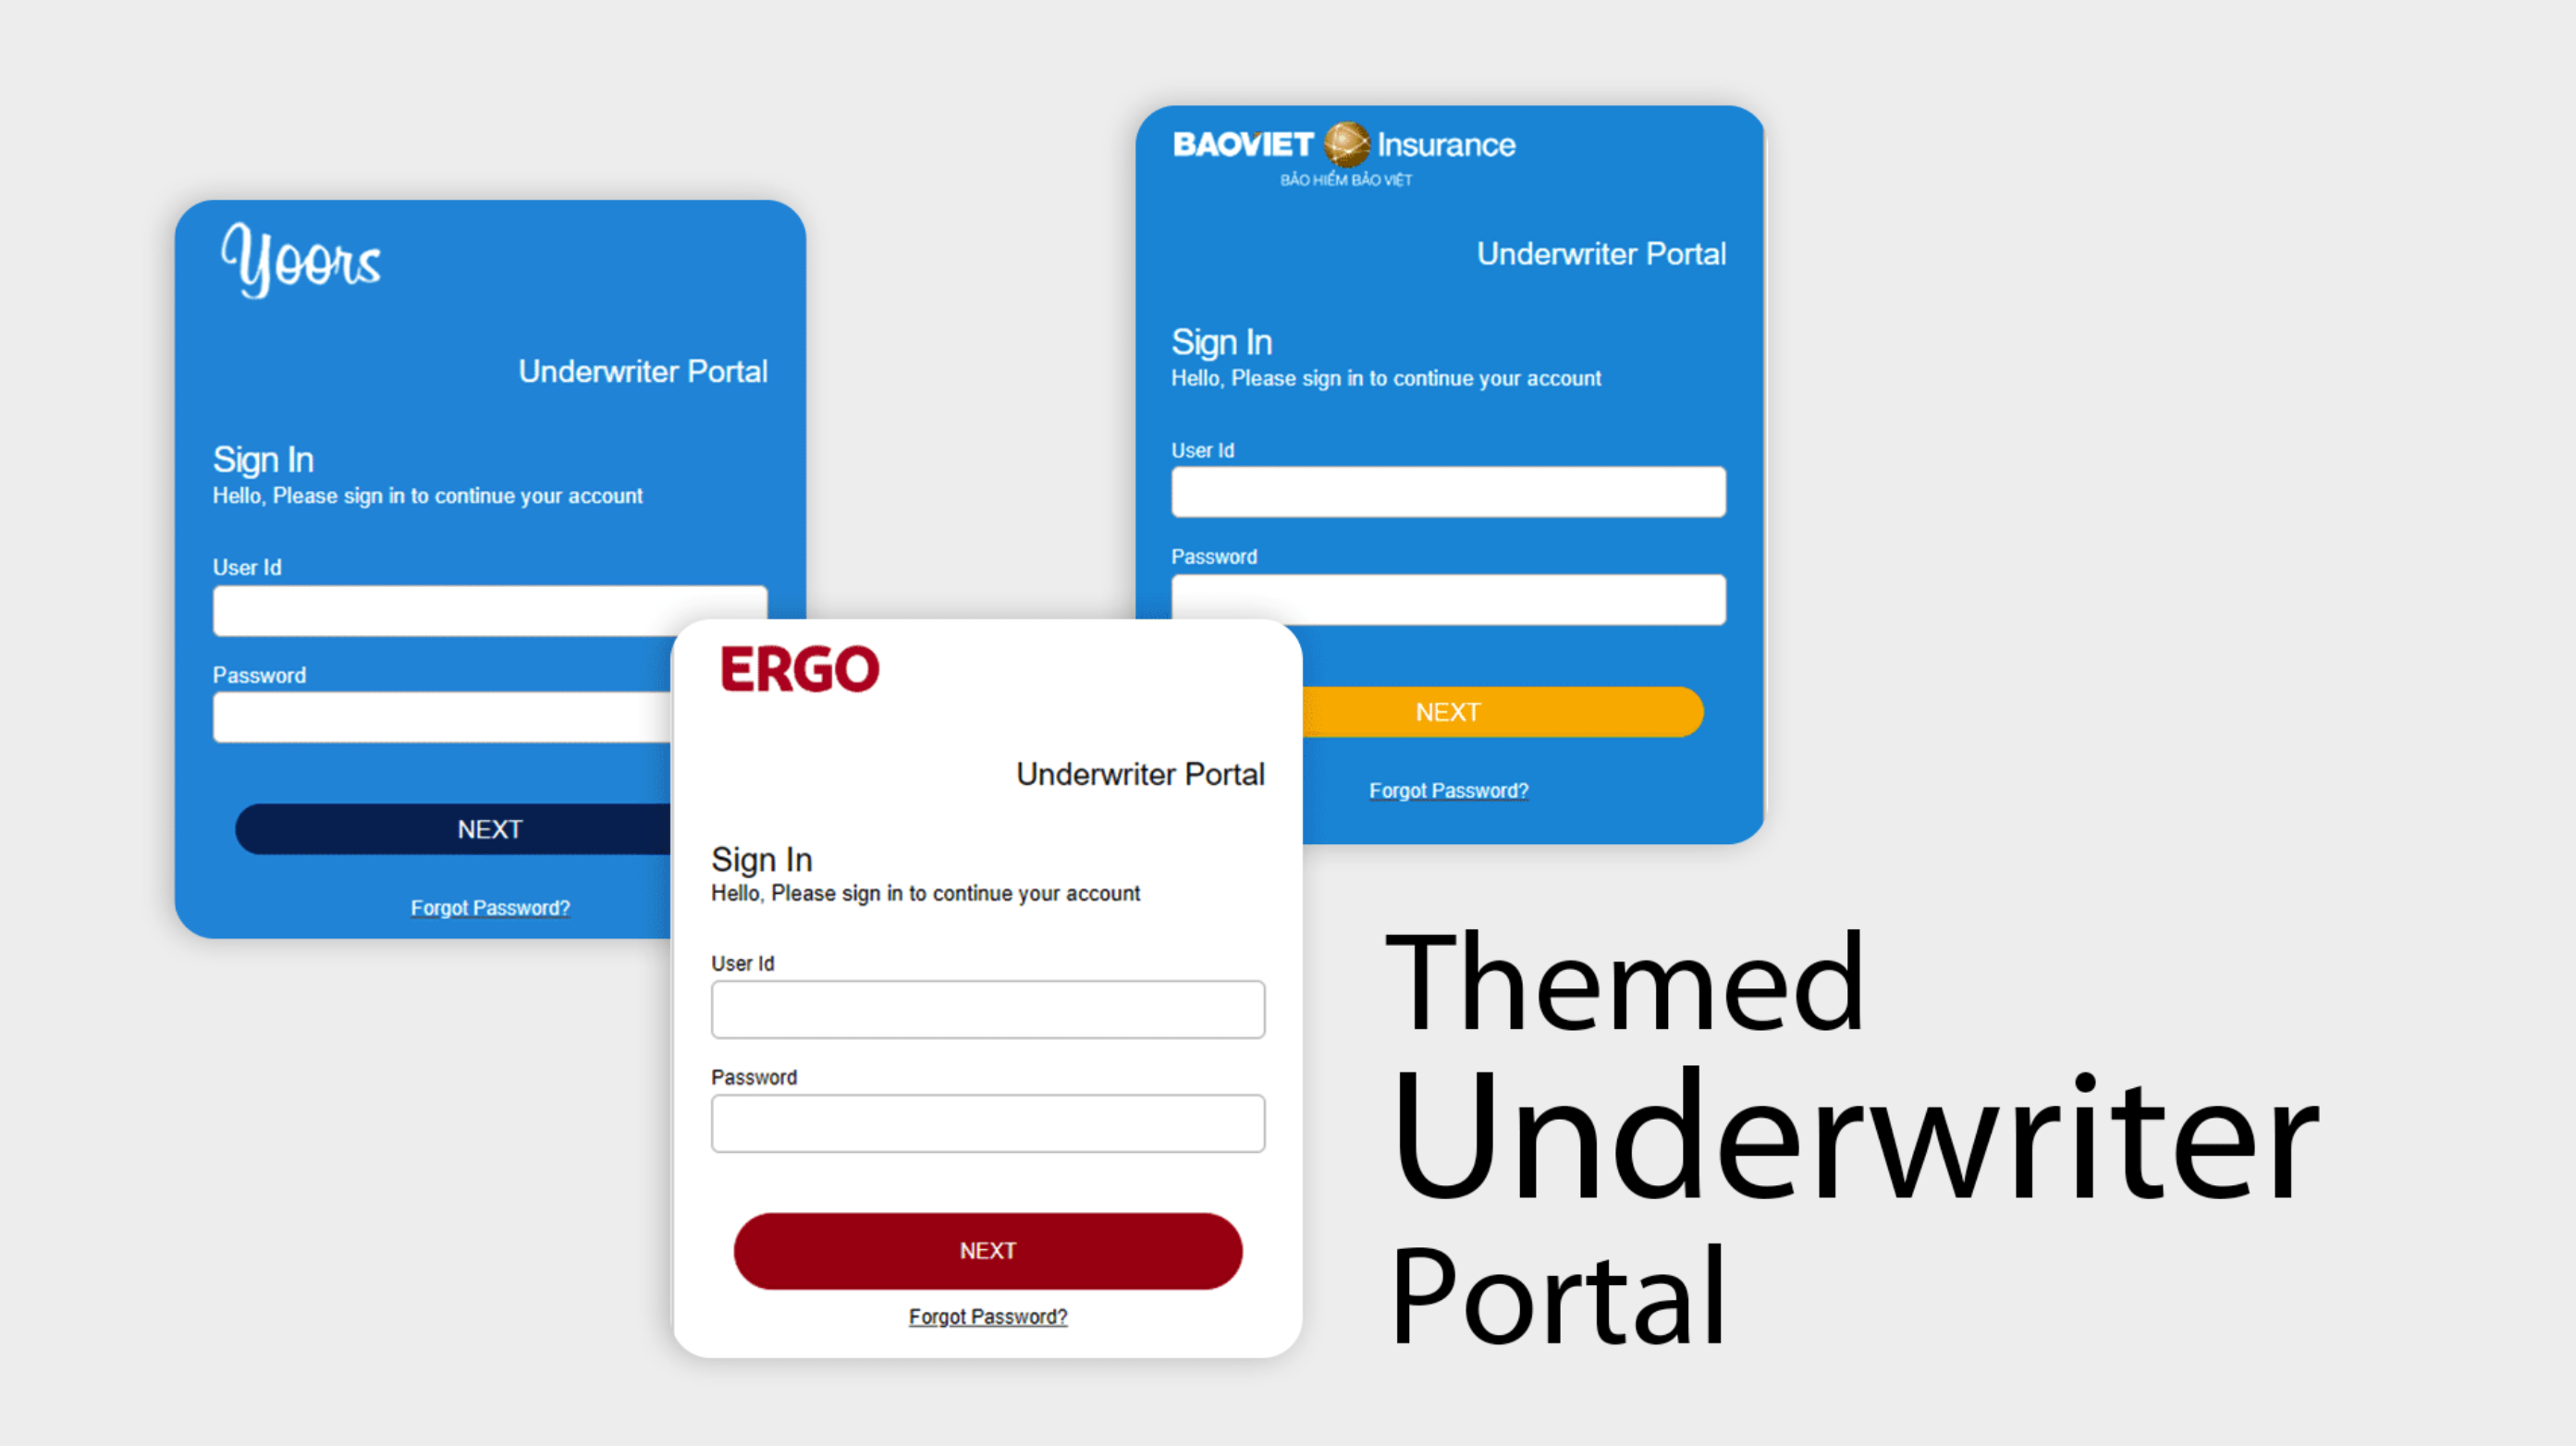 Yoors
Underwriter Portal
Sign In
Hello, Please sign in to continue your account
User Id
Password
NEXT
Forgot Password?
BAOVIET Insurance
BẢO HIỂM BẢO VIỆT
Underwriter Portal
Sign In
Hello, Please sign in to continue your account
User Id
Password
NEXT
Forgot Password?
ERGO
Underwriter Portal
Sign In
Hello, Please sign in to continue your account
User Id
Password
NEXT
Forgot Password?
Themed
Underwriter
Portal